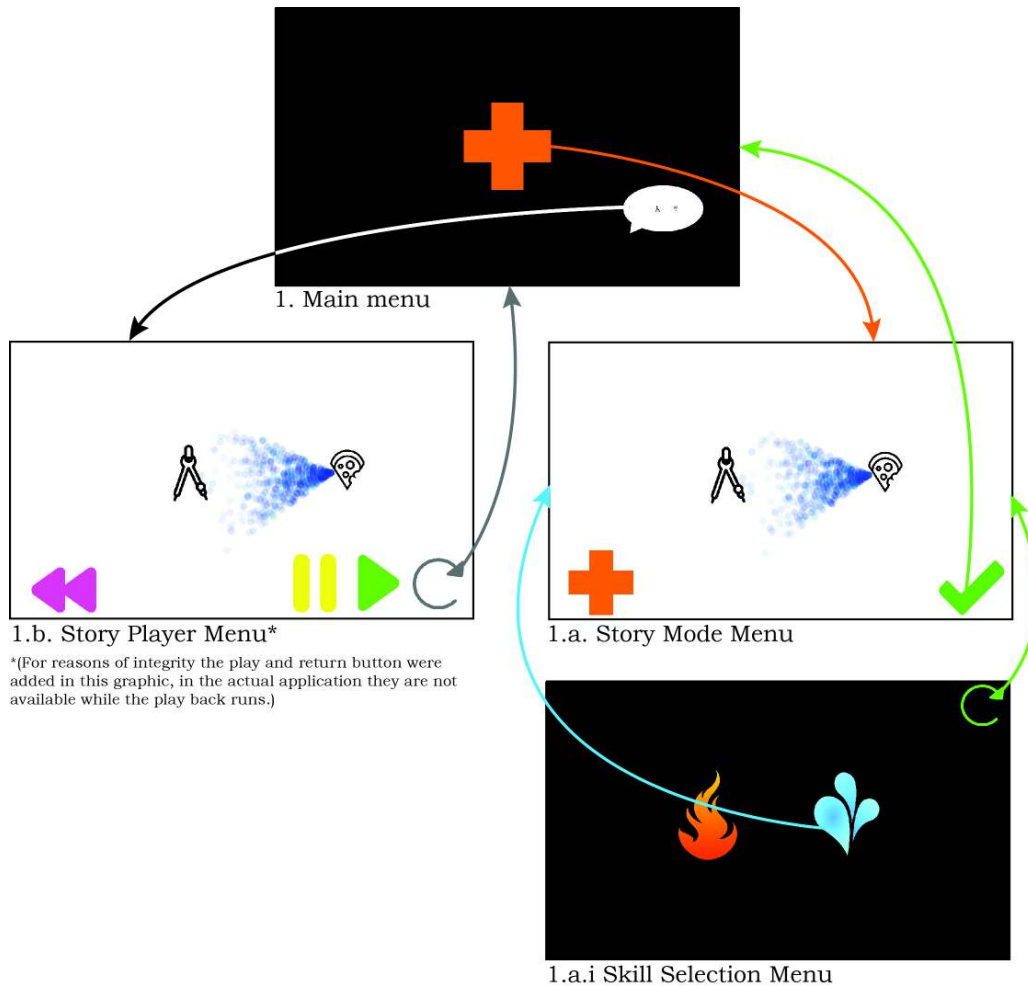 1. Main menu
1.b. Story Player Menu*
*(For reasons of integrity the play and return button were
added in this graphic, in the actual application they are not
available while the play back runs.)
1.a. Story Mode Menu
1.a.i Skill Selection Menu